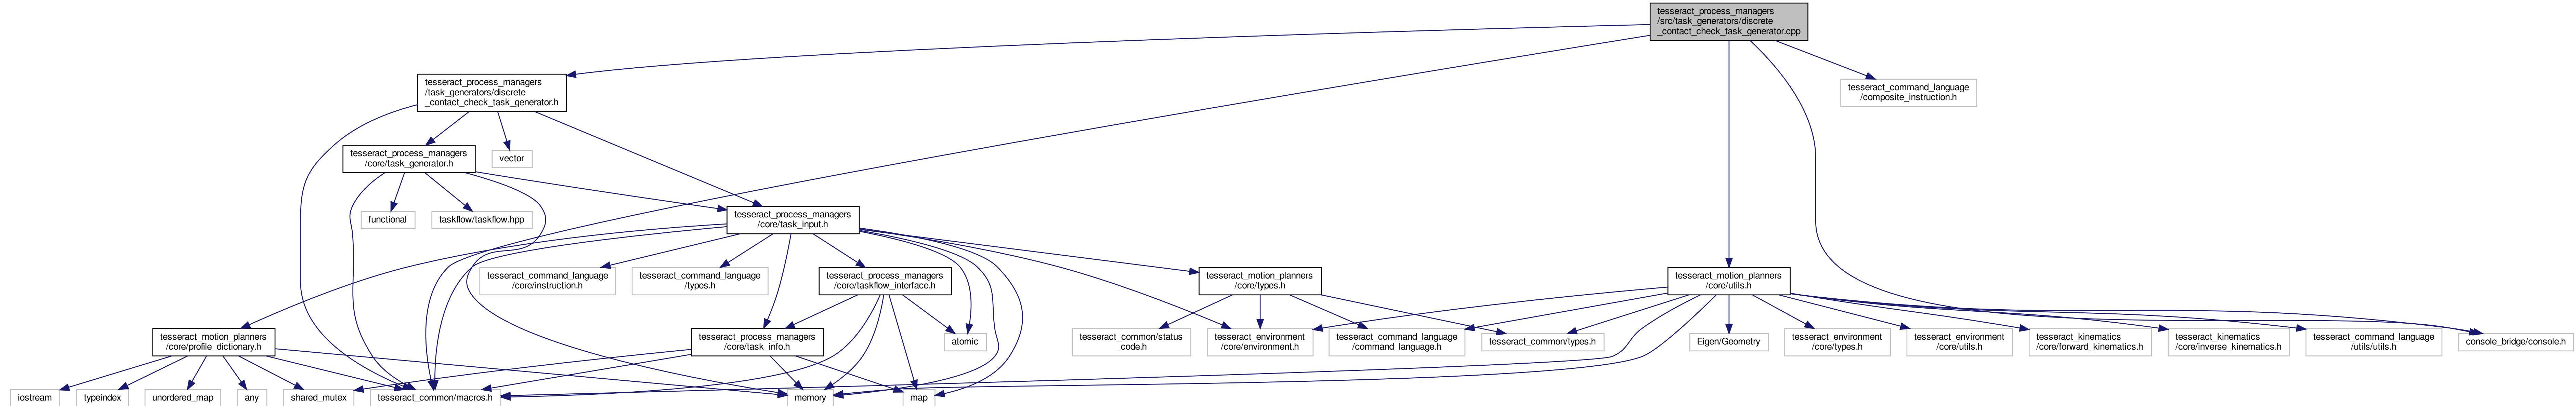 tesseract_process_managers
/src/task_generators/discrete
_contact_check_task_generator.cpp
tesseract_process_managers
/task_generators/discrete
_contact_check_task_generator.h
tesseract_command_language
/composite_instruction.h
tesseract_process_managers
/core/task_generator.h
vector
functional
taskflow/taskflow.hpp
tesseract_process_managers
/core/task_input.h
tesseract_command_language
/core/instruction.h
tesseract_command_language
/types.h
tesseract_process_managers
/core/taskflow_interface.h
tesseract_motion_planners
/core/types.h
tesseract_motion_planners
/core/utils.h
tesseract_motion_planners
/core/profile_dictionary.h
tesseract_process_managers
/core/task_info.h
atomic
tesseract_common/status
_code.h
tesseract_environment
/core/environment.h
tesseract_command_language
/command_language.h
tesseract_common/types.h
Eigen/Geometry
tesseract_environment
/core/types.h
tesseract_environment
/core/utils.h
tesseract_kinematics
/core/forward_kinematics.h
tesseract_kinematics
/core/inverse_kinematics.h
tesseract_command_language
/utils/utils.h
console_bridge/console.h
iostream
typeindex
unordered_map
any
shared_mutex
tesseract_common/macros.h
memory
map